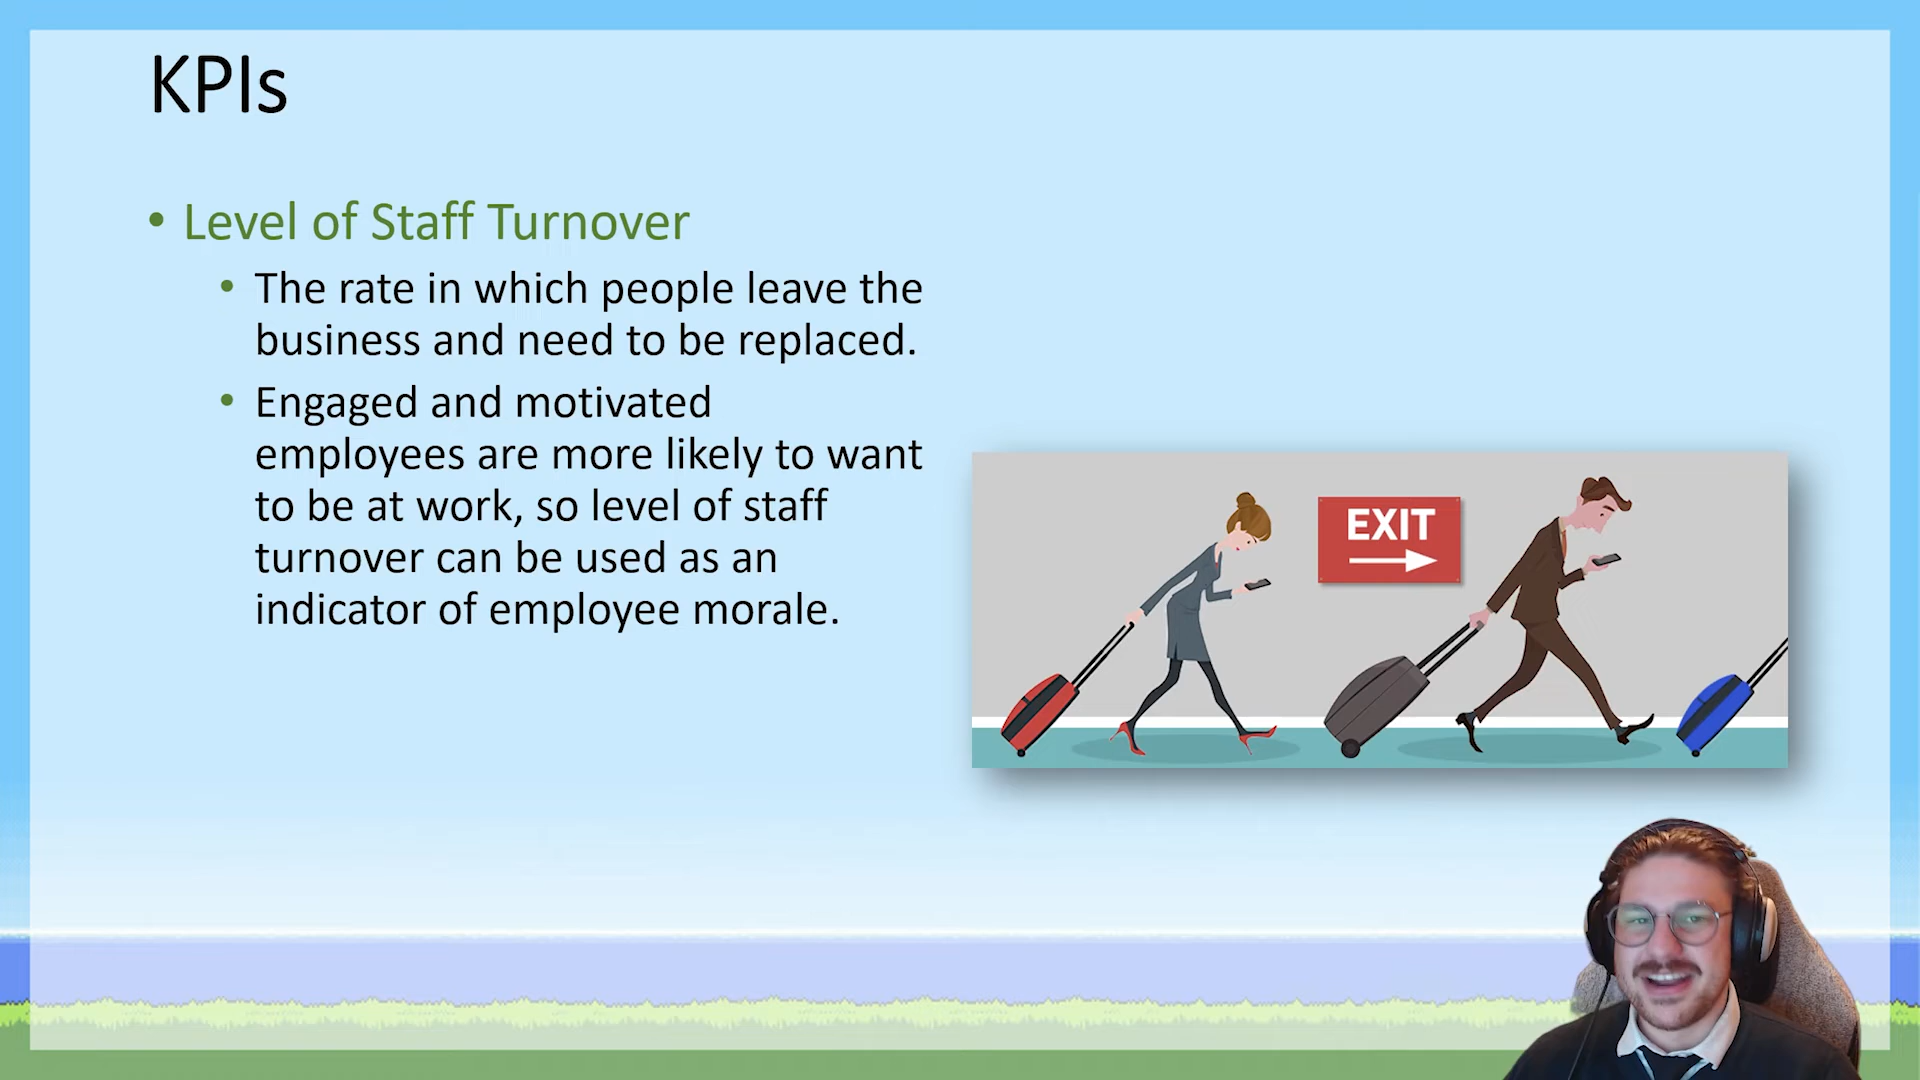 KPIs
• Level of Staff Turnover
• The rate in which people leave the
business and need to be replaced.
• Engaged and motivated
employees are more likely to want
to be at work, so level of staff
turnover can be used as an
indicator of employee morale.
EXIT